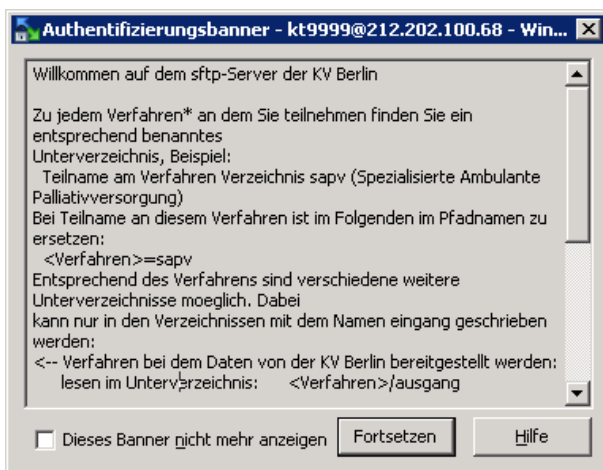 Authentifizierungsbanner - kt9999@212.202.100.68 - Win...
Willkommen auf dem sftp-Server der KV Berlin
Zu jedem Verfahren* an dem Sie teilnehmen finden Sie ein
entsprechend benanntes
Unterverzeichnis, Beispiel:
Teilname am Verfahren Verzeichnis sapv (Spezialisierte Ambulante
Palliativversorgung)
Bei Teilname an diesem Verfahren ist im Folgenden im Pfadnamen zu
ersetzen:
<Verfahren>=sapv
Entsprechend des Verfahrens sind verschiedene weitere
Unterverzeichnisse moeglich. Dabei
kann nur in den Verzeichnissen mit dem Namen eingang geschrieben
werden:
<-- Verfahren bei dem Daten von der KV Berlin bereitgestellt werden:
lesen im Unterverzeichnis: <Verfahren>/ausgang
Dieses Banner nicht mehr anzeigen Fortsetzen Hilfe